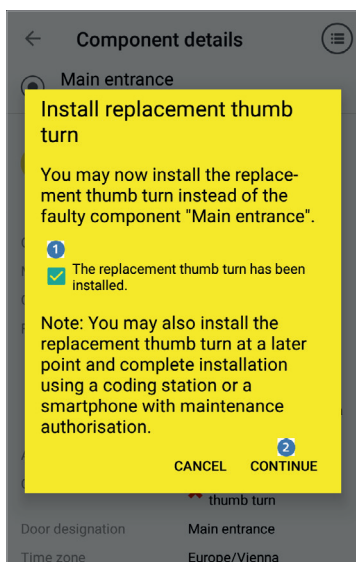 Component details
Main entrance
Install replacement thumb
turn
You may now install the replace-
ment thumb turn instead of the
faulty component "Main entrance".
1
The replacement thumb turn has been
installed.
Note: You may also install the
replacement thumb turn at a later
point and complete installation
using a coding station or a
smartphone with maintenance
authorisation.
2
CANCEL CONTINUE
thumb turn
Door designation Main entrance
Time zone Europe/Vienna